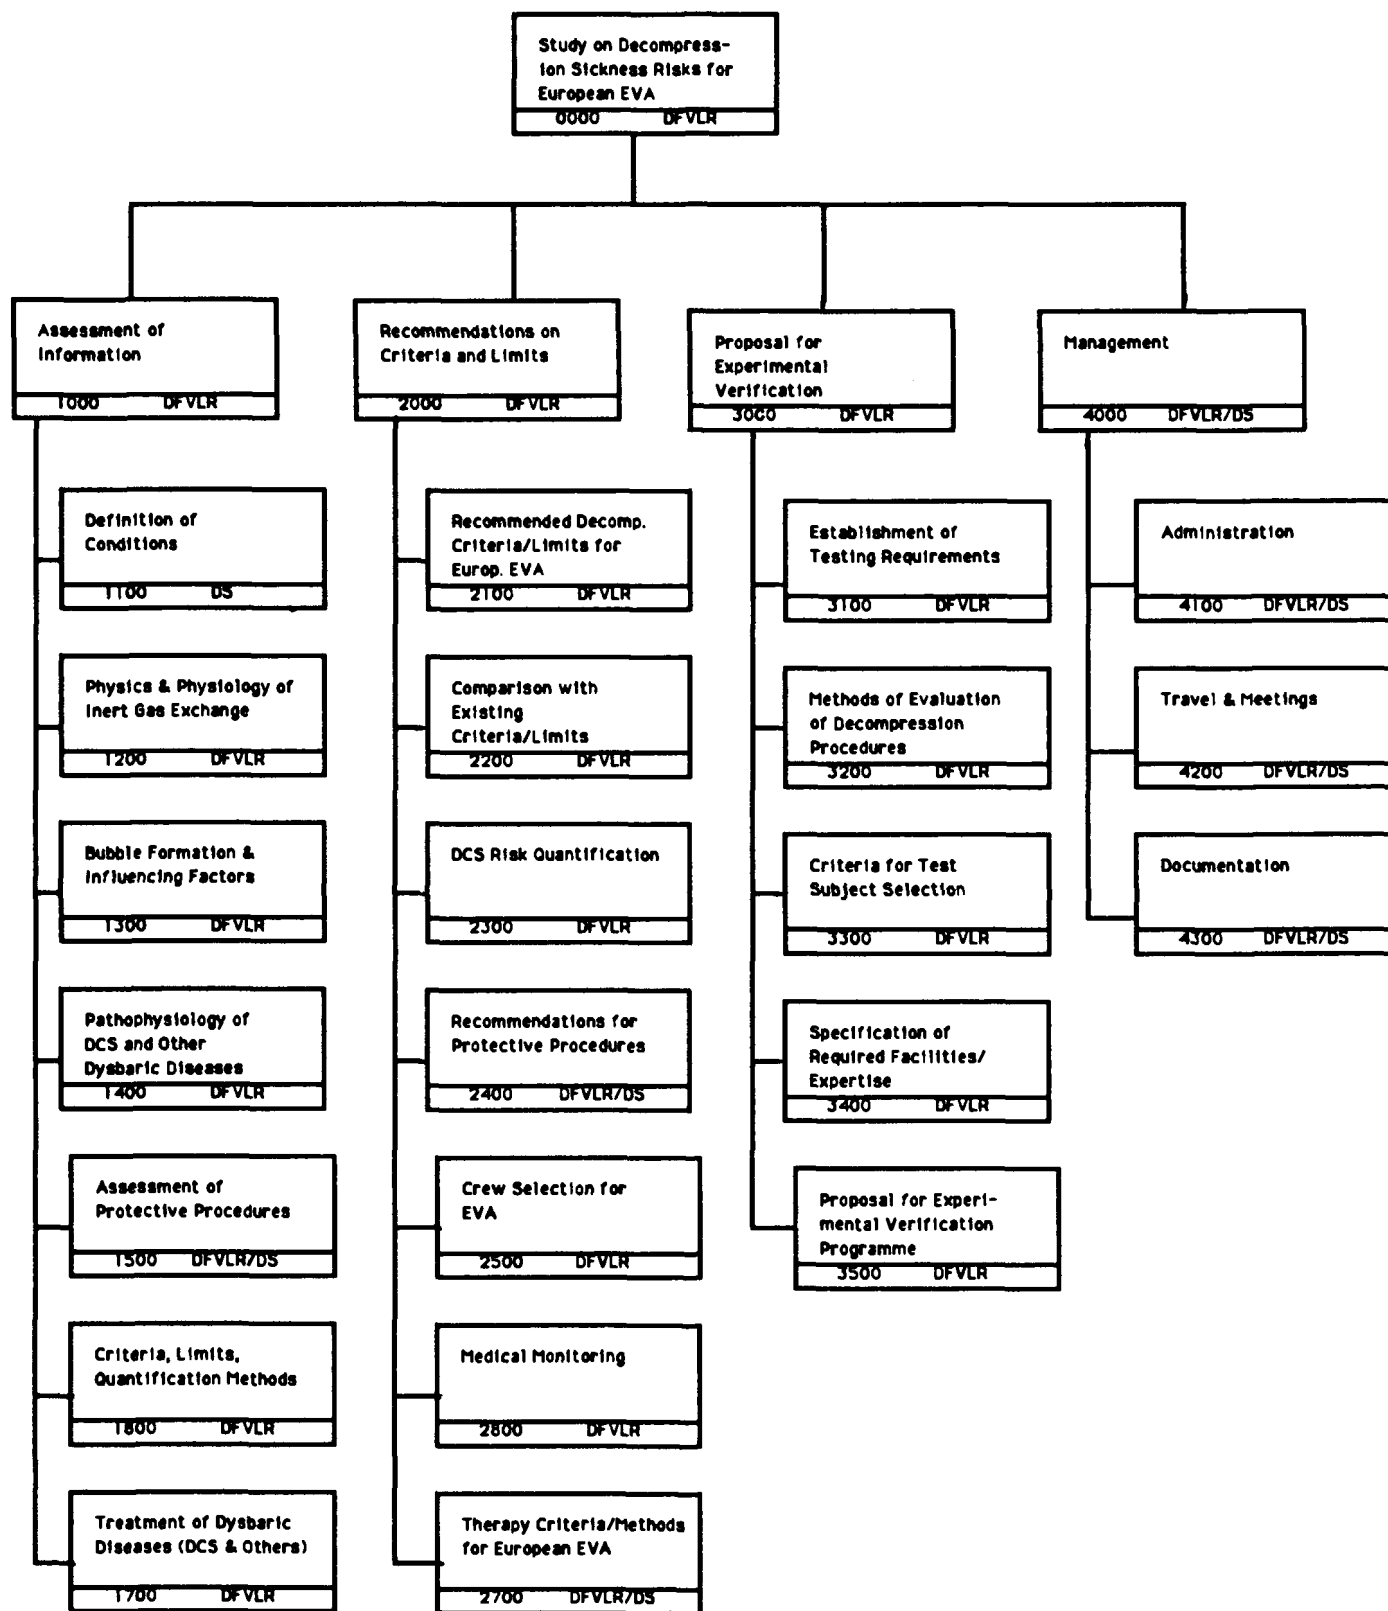 Study on Decompress-
ion Sickness Risks for
European EVA
0000 DFVLR
Assessment of
Information
1000 DFVLR
Recommendations on
Criteria and Limits
2000 DFVLR
Proposal for
Experimental
Verification
3000 DFVLR
Management
4000 DFVLR/DS
Definition of
Conditions
1100 DS
Physics & Physiology of
Inert Gas Exchange
1200 DFVLR
Bubble Formation &
Influencing Factors
1300 DFVLR
Pathophysiology of
DCS and Other
Dysbaric Diseases
1400 DFVLR
Assessment of
Protective Procedures
1500 DFVLR/DS
Criteria, Limits,
Quantification Methods
1800 DFVLR
Treatment of Dysbaric
Diseases (DCS & Others)
1700 DFVLR
Recommended Decomp.
Criteria/Limits for
Europ. EVA
2100 DFVLR
Comparison with
Existing
Criteria/Limits
2200 DFVLR
DCS Risk Quantification
2300 DFVLR
Recommendations for
Protective Procedures
2400 DFVLR/DS
Crew Selection for
EVA
2500 DFVLR
Medical Monitoring
2800 DFVLR
Therapy Criteria/Methods
for European EVA
2700 DFVLR/DS
Establishment of
Testing Requirements
3100 DFVLR
Methods of Evaluation
of Decompression
Procedures
3200 DFVLR
Criteria for Test
Subject Selection
3300 DFVLR
Specification of
Required Facilities/
Expertise
3400 DFVLR
Proposal for Experi-
mental Verification
Programme
3500 DFVLR
Administration
4100 DFVLR/DS
Travel & Meetings
4200 DFVLR/DS
Documentation
4300 DFVLR/DS